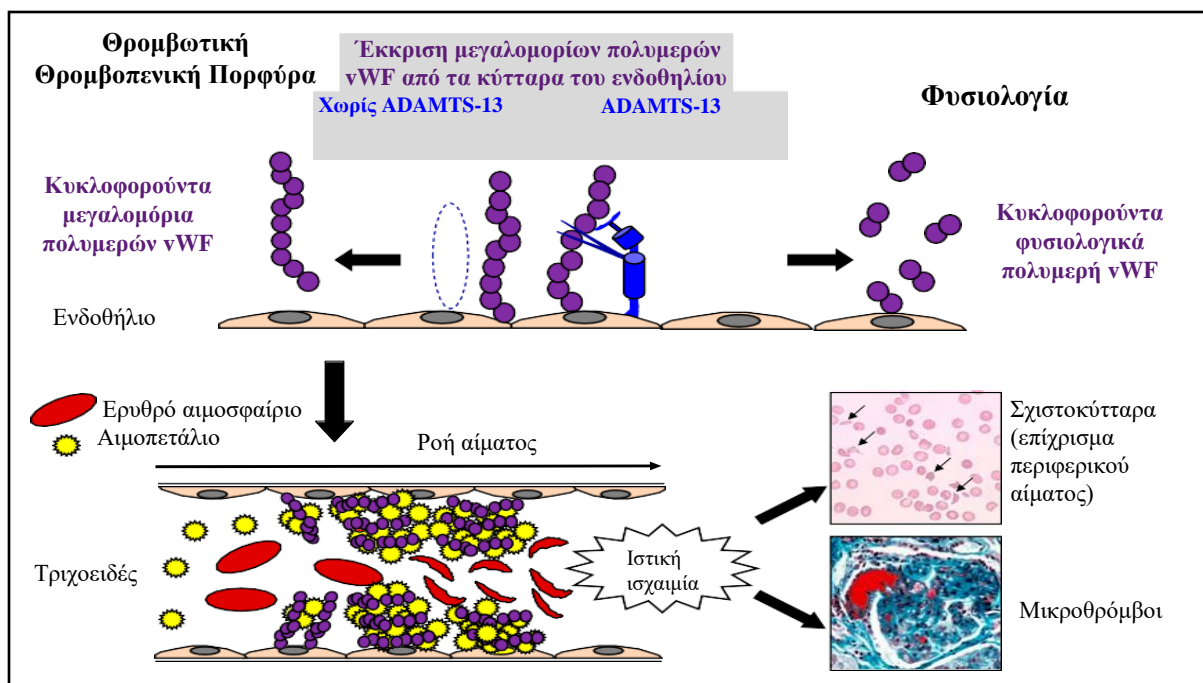 Θρομβωτική
Θρομβοπενική Πορφύρα
Έκκριση μεγαλομορίων πολυμερών
vWF από τα κύτταρα του ενδοθηλίου
Χωρίς ADAMTS-13
ADAMTS-13
Φυσιολογία
Κυκλοφορούντα
μεγαλομόρια
πολυμερών vWF
Κυκλοφορούντα
φυσιολογικά
πολυμερή vWF
Ενδοθήλιο
Ερυθρό αιμοσφαίριο
Αιμοπετάλιο
Ροή αίματος
Σχιστοκύτταρα
(επίχρισμα
περιφερικού
αίματος)
Τριχοειδές
Ιστική
ισχαιμία
Μικροθρόμβοι